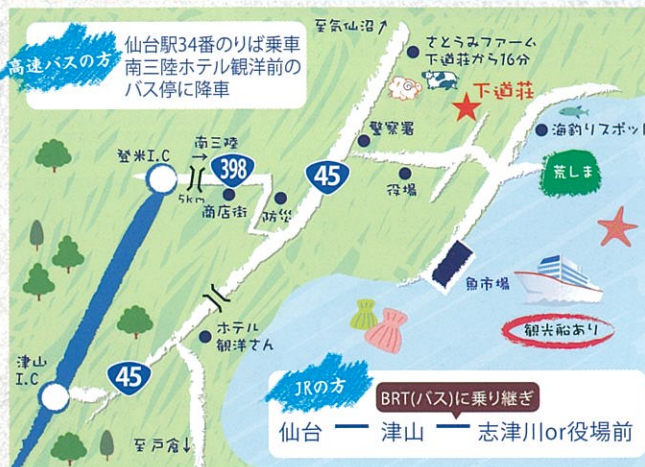 高速バスの方
仙台駅34番のりば乗車
南三陸ホテル観洋前の
バス停に降車
至気仙沼↑
さとうみファーム
下道荘から16分
下道荘
海釣りスポット
警察署
役場
荒しま
登米I.C
南三陸
→
398
45
5km
商店街
防災
魚市場
観光船あり
ホテル
観洋さん
津山
I.C
45
至戸倉↓
JRの方
BRT(バス)に乗り継ぎ
仙台 ー 津山 ー 志津川or役場前